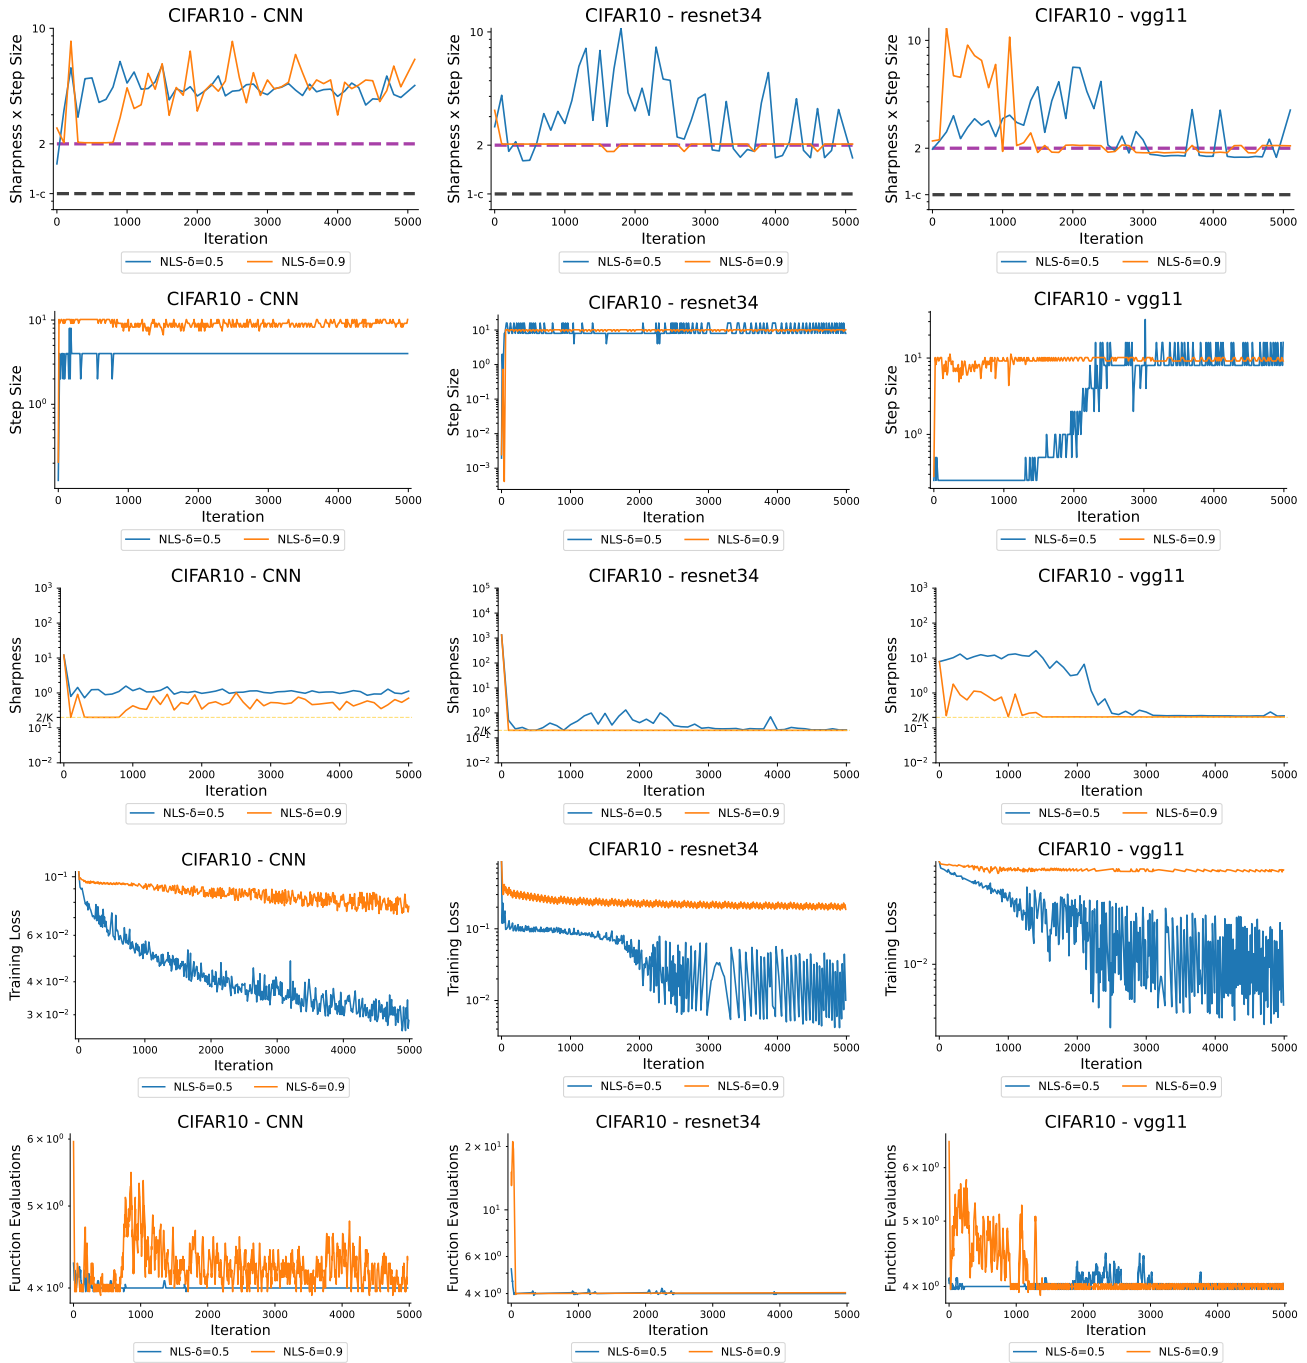 CIFAR10 - CNN
Sharpness x Step Size
10
2
1-c
0 1000 2000 3000 4000 5000
Iteration
NLS-δ=0.5 NLS-δ=0.9
CIFAR10 - resnet34
Sharpness x Step Size
10
2
1-c
0 1000 2000 3000 4000 5000
Iteration
NLS-δ=0.5 NLS-δ=0.9
CIFAR10 - vgg11
Sharpness x Step Size
10
2
1-c
0 1000 2000 3000 4000 5000
Iteration
NLS-δ=0.5 NLS-δ=0.9
CIFAR10 - CNN
Step Size
10¹
10⁰
0 1000 2000 3000 4000 5000
Iteration
NLS-δ=0.5 NLS-δ=0.9
CIFAR10 - resnet34
Step Size
10¹
10⁰
10⁻¹
10⁻²
10⁻³
0 1000 2000 3000 4000 5000
Iteration
NLS-δ=0.5 NLS-δ=0.9
CIFAR10 - vgg11
Step Size
10¹
10⁰
0 1000 2000 3000 4000 5000
Iteration
NLS-δ=0.5 NLS-δ=0.9
CIFAR10 - CNN
Sharpness
10³
10²
10¹
10⁰
2/K
10⁻¹
10⁻²
0 1000 2000 3000 4000 5000
Iteration
NLS-δ=0.5 NLS-δ=0.9
CIFAR10 - resnet34
Sharpness
10⁵
10⁴
10³
10²
10¹
10⁰
2/K
10⁻¹
10⁻²
0 1000 2000 3000 4000 5000
Iteration
NLS-δ=0.5 NLS-δ=0.9
CIFAR10 - vgg11
Sharpness
10³
10²
10¹
10⁰
2/K
10⁻¹
10⁻²
0 1000 2000 3000 4000 5000
Iteration
NLS-δ=0.5 NLS-δ=0.9
CIFAR10 - CNN
Training Loss
10⁻¹
6 × 10⁻²
4 × 10⁻²
3 × 10⁻²
0 1000 2000 3000 4000 5000
Iteration
NLS-δ=0.5 NLS-δ=0.9
CIFAR10 - resnet34
Training Loss
10⁻¹
10⁻²
0 1000 2000 3000 4000 5000
Iteration
NLS-δ=0.5 NLS-δ=0.9
CIFAR10 - vgg11
Training Loss
10⁻²
0 1000 2000 3000 4000 5000
Iteration
NLS-δ=0.5 NLS-δ=0.9
CIFAR10 - CNN
Function Evaluations
6 × 10⁰
5 × 10⁰
4 × 10⁰
0 1000 2000 3000 4000 5000
Iteration
NLS-δ=0.5 NLS-δ=0.9
CIFAR10 - resnet34
Function Evaluations
2 × 10¹
10¹
6 × 10⁰
4 × 10⁰
0 1000 2000 3000 4000 5000
Iteration
NLS-δ=0.5 NLS-δ=0.9
CIFAR10 - vgg11
Function Evaluations
6 × 10⁰
5 × 10⁰
4 × 10⁰
0 1000 2000 3000 4000 5000
Iteration
NLS-δ=0.5 NLS-δ=0.9